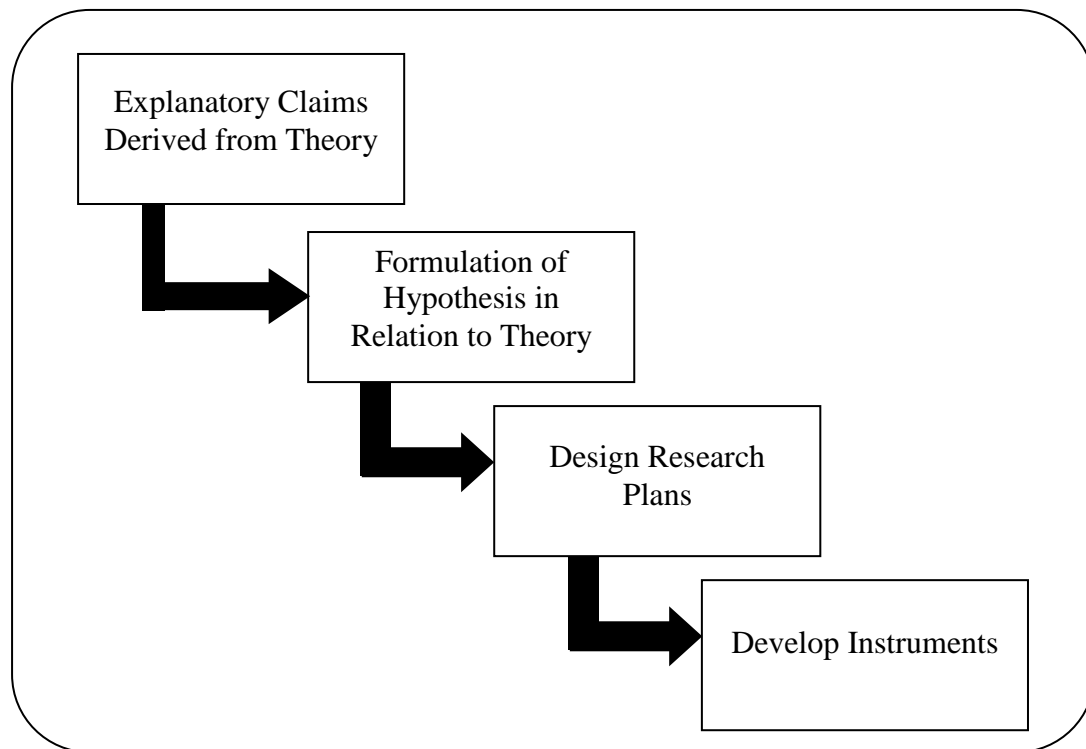 Explanatory Claims
Derived from Theory
Formulation of
Hypothesis in
Relation to Theory
Design Research
Plans
Develop Instruments